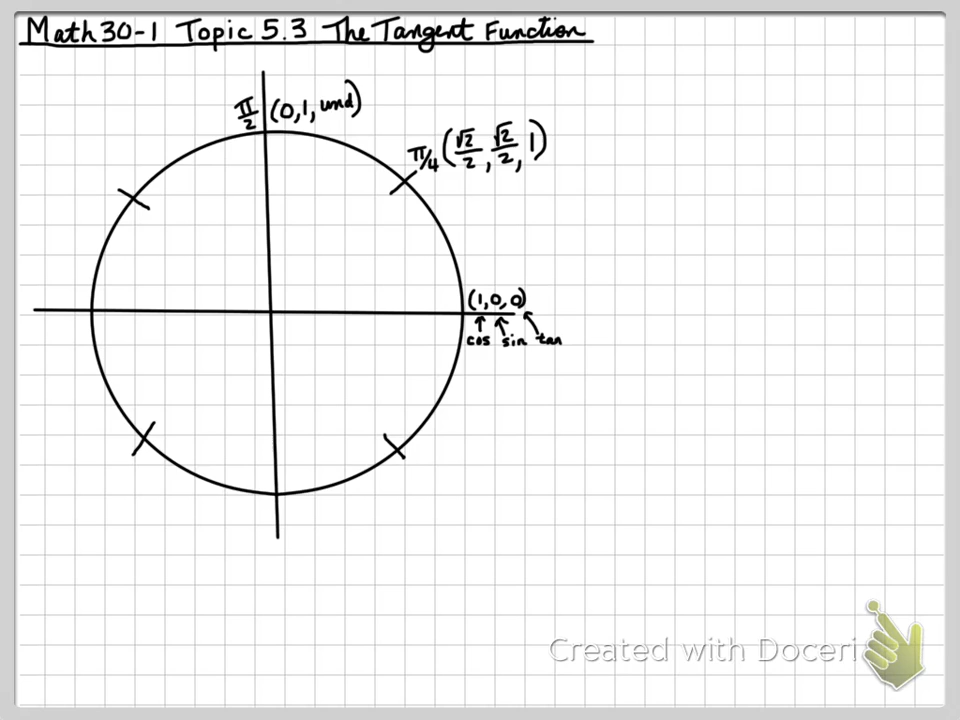 Math 30-1 Topic 5.3 The Tangent Function
π/2 (0, 1, und)
π/4 (√2/2, √2/2, 1)
(1, 0, 0)
cos sin tan
Created with Doceri